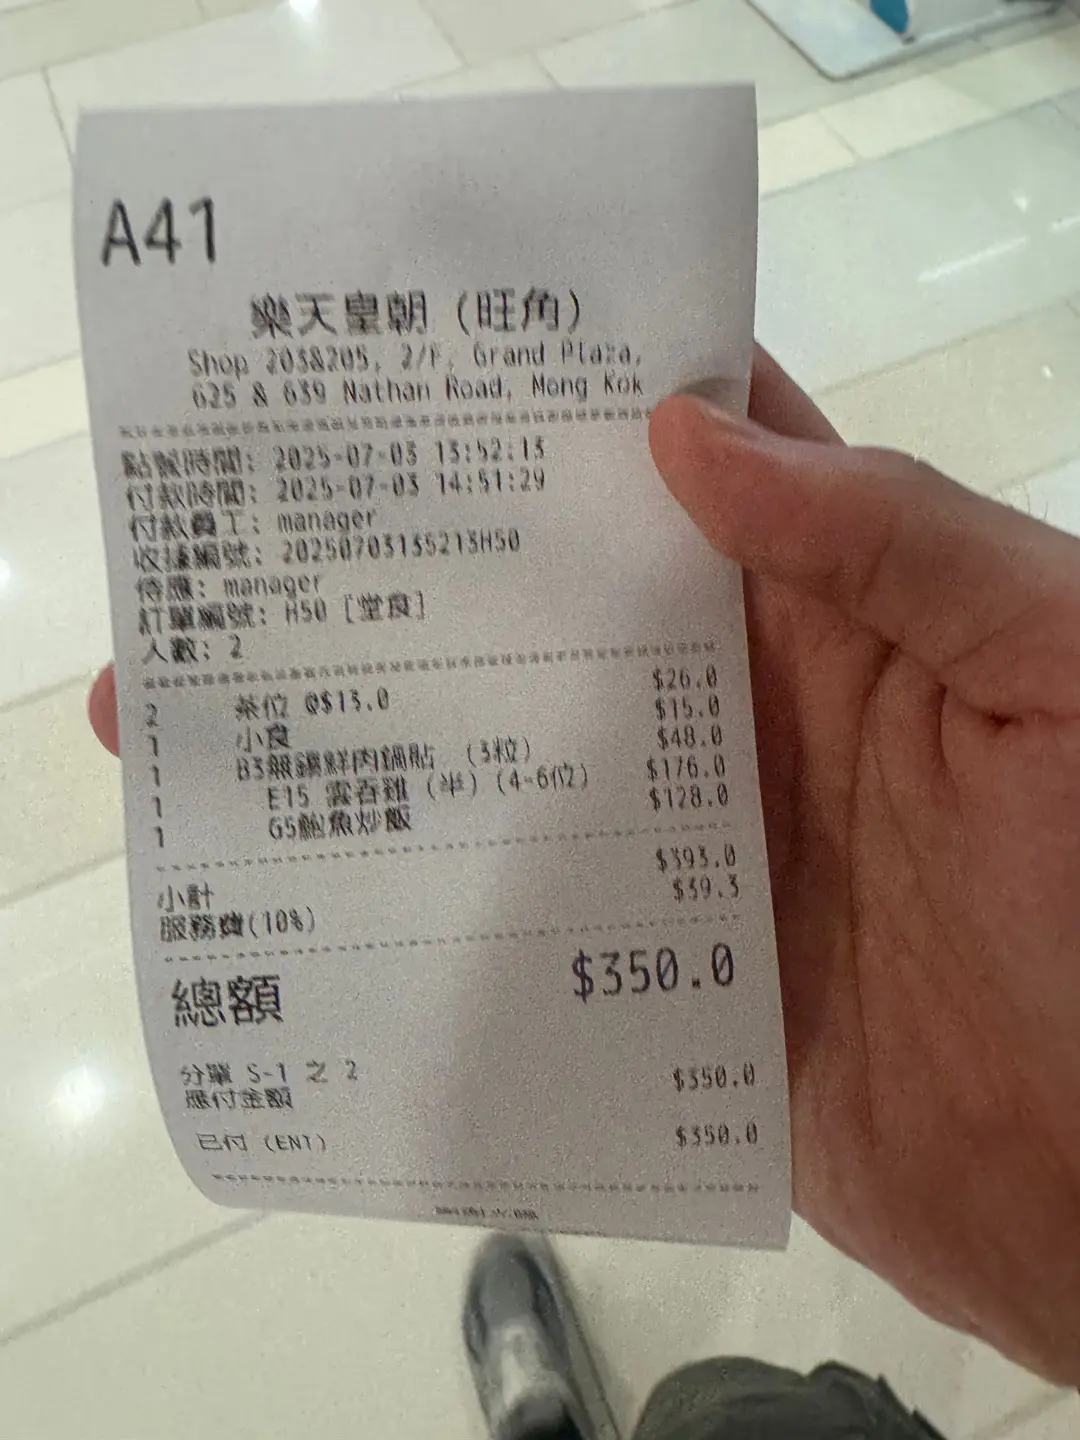 A41
樂天皇朝 (旺角)
Shop 203&205, 2/F, Grand Plaza,
625 & 639 Nathan Road, Mong Kok
點餐時間: 2025-07-03 13:52:13
付款時間: 2025-07-03 14:51:29
付款員工: manager
收據編號: 20250703135213H50
侍應: manager
訂單編號: H50 [堂食]
人數: 2
2 茶位 @$13.0 $26.0
1 小食 $15.0
1 B3無錫鮮肉鍋貼 (3粒) $48.0
1 E15 雲吞雞 (半) (4-6位) $176.0
1 G5鮑魚炒飯 $128.0
小計 $393.0
服務費(10%) $39.3
總額 $350.0
分單 S-1 之 2
應付金額 $350.0
已付 (ENT) $350.0